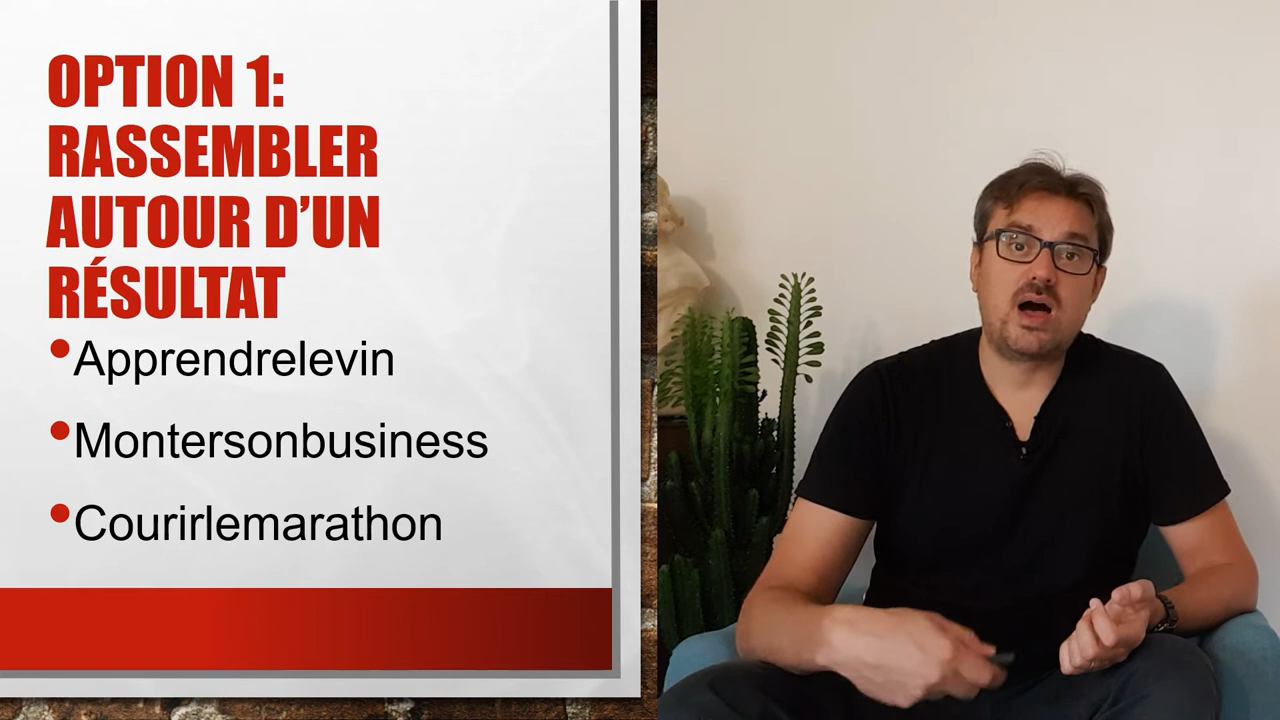 OPTION 1:
RASSEMBLER
AUTOUR D’UN
RÉSULTAT
•Apprendrelevin
•Montersonbusiness
•Courirlemarathon